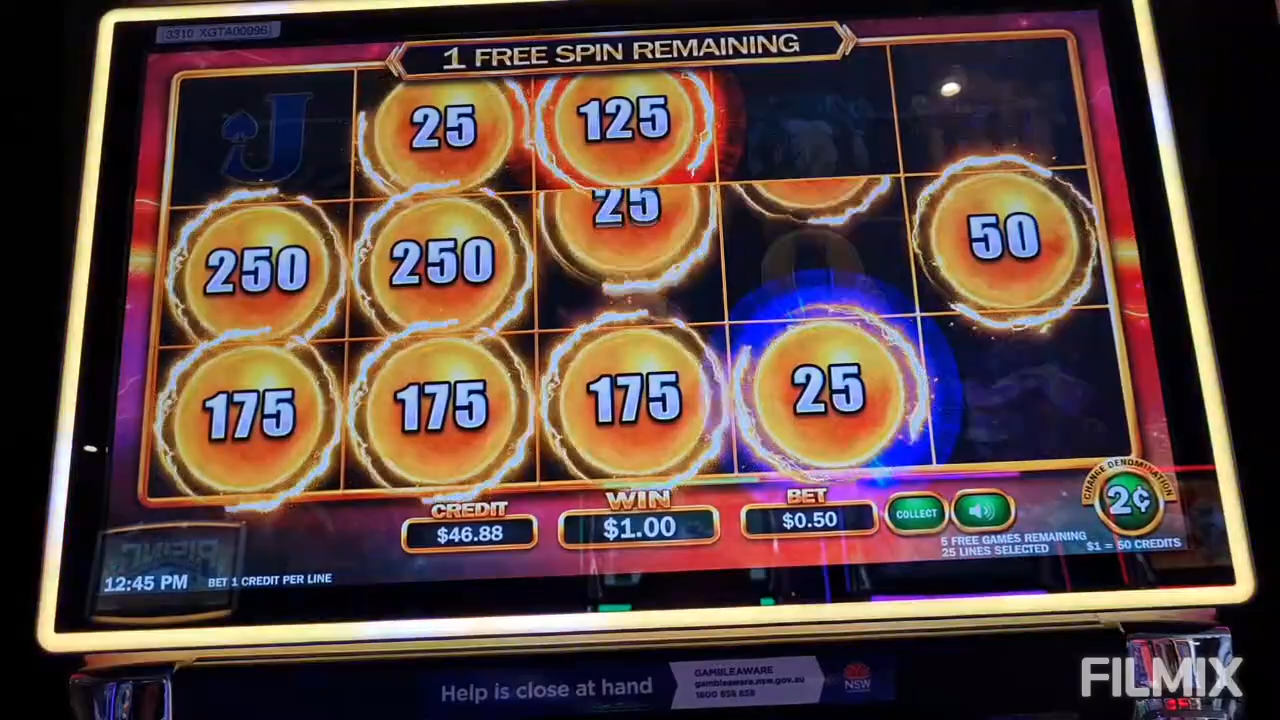 3310 XGTA0099B
1 FREE SPIN REMAINING
J 25 125
250 250 25 50
175 175 175 25
CREDIT WIN BET
$46.88 $1.00 $0.50
COLLECT
CHANGE DENOMINATION
2¢
5 FREE GAMES REMAINING
25 LINES SELECTED
$1 = 50 CREDITS
12:45 PM BET 1 CREDIT PER LINE
Help is close at hand
GAMBLEAWARE
gambleaware.nsw.gov.au
1800 858 858
NSW
FILMIX